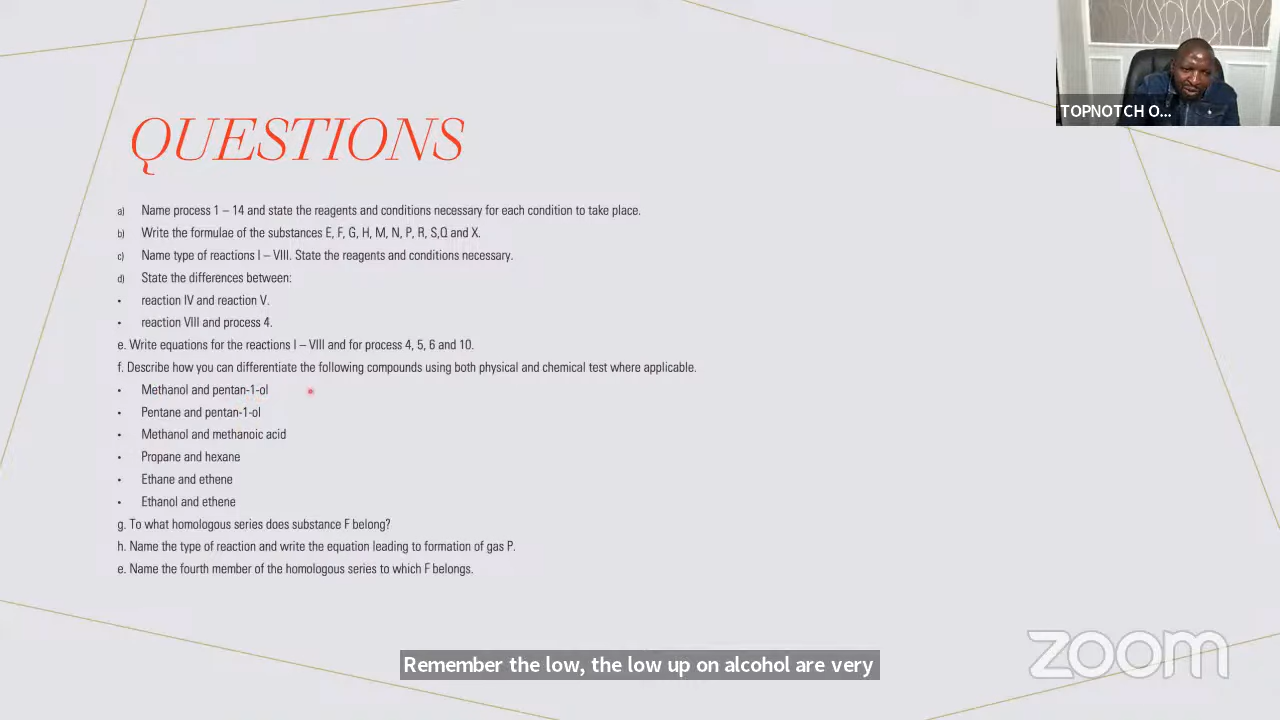 TOPNOTCH O...
QUESTIONS
a) Name process 1 – 14 and state the reagents and conditions necessary for each condition to take place.
b) Write the formulae of the substances E, F, G, H, M, N, P, R, S,Q and X.
c) Name type of reactions I – VIII. State the reagents and conditions necessary.
d) State the differences between:
• reaction IV and reaction V.
• reaction VIII and process 4.
e. Write equations for the reactions I – VIII and for process 4, 5, 6 and 10.
f. Describe how you can differentiate the following compounds using both physical and chemical test where applicable.
• Methanol and pentan-1-ol
• Pentane and pentan-1-ol
• Methanol and methanoic acid
• Propane and hexane
• Ethane and ethene
• Ethanol and ethene
g. To what homologous series does substance F belong?
h. Name the type of reaction and write the equation leading to formation of gas P.
e. Name the fourth member of the homologous series to which F belongs.
Remember the low, the low up on alcohol are very
zoom